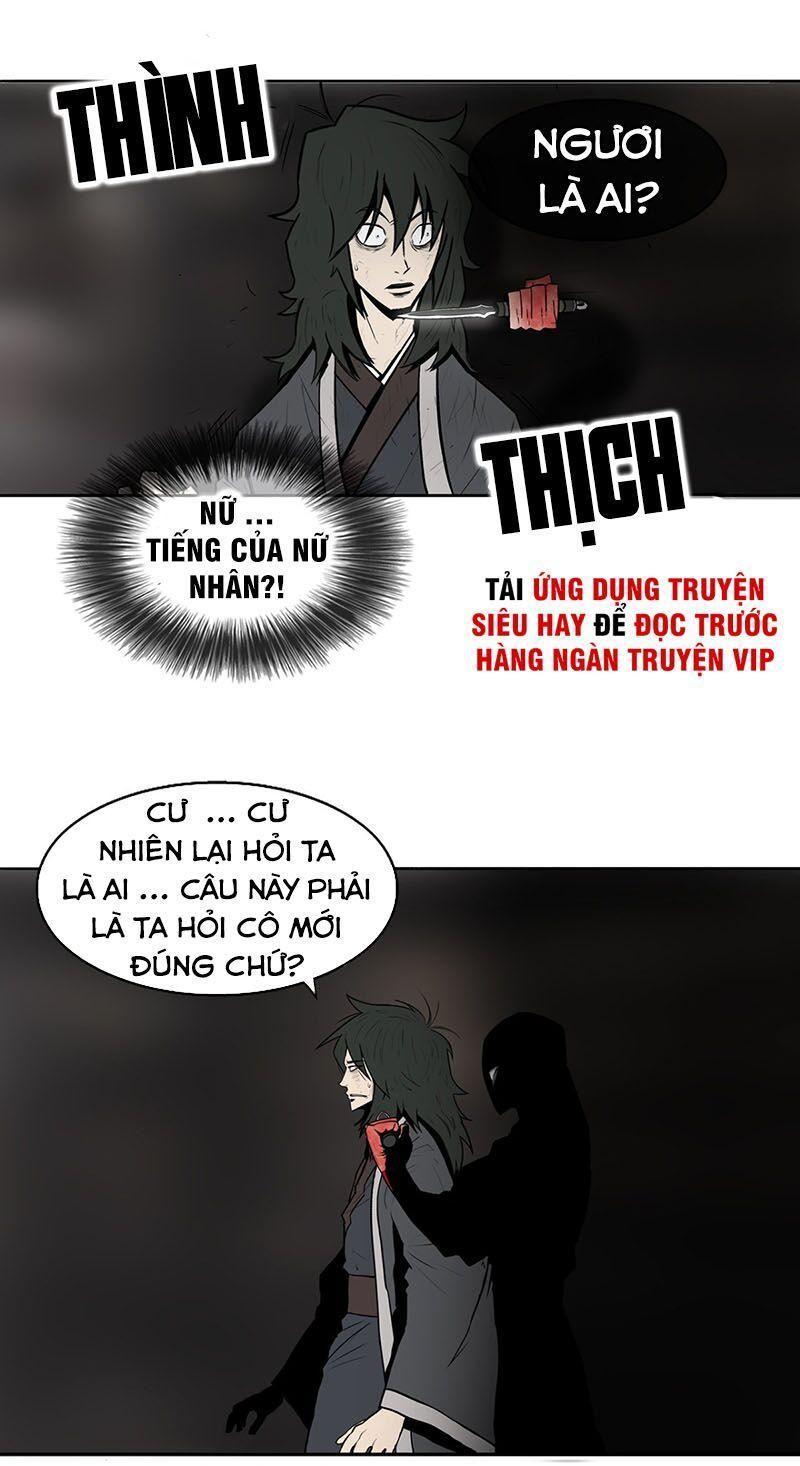 THÌNH
NGƯƠI
LÀ AI?
THỊCH
NỮ ...
TIẾNG CỦA NỮ
NHÂN?!
TẢI ỨNG DỤNG TRUYỆN
SIÊU HAY ĐỂ ĐỌC TRƯỚC
HÀNG NGÀN TRUYỆN VIP
CƯ ... CƯ
NHIÊN LẠI HỎI TA
LÀ AI ... CÂU NÀY PHẢI
LÀ TA HỎI CÔ MỚI
ĐÚNG CHỨ?